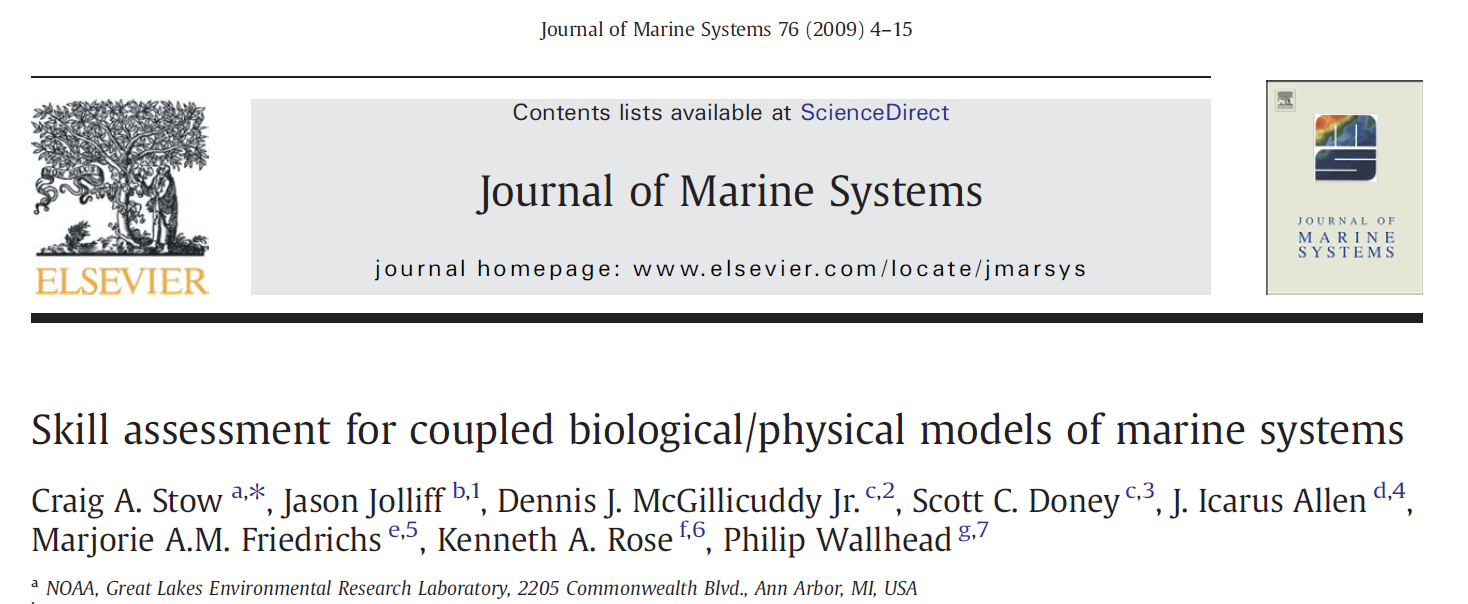 Journal of Marine Systems 76 (2009) 4–15
Contents lists available at ScienceDirect
Journal of Marine Systems
journal homepage: www.elsevier.com/locate/jmarsys
ELSEVIER
JOURNAL OF
MARINE
SYSTEMS
Skill assessment for coupled biological/physical models of marine systems
Craig A. Stow a,*, Jason Jolliff b,1, Dennis J. McGillicuddy Jr. c,2, Scott C. Doney c,3, J. Icarus Allen d,4,
Marjorie A.M. Friedrichs e,5, Kenneth A. Rose f,6, Philip Wallhead g,7
a NOAA, Great Lakes Environmental Research Laboratory, 2205 Commonwealth Blvd., Ann Arbor, MI, USA